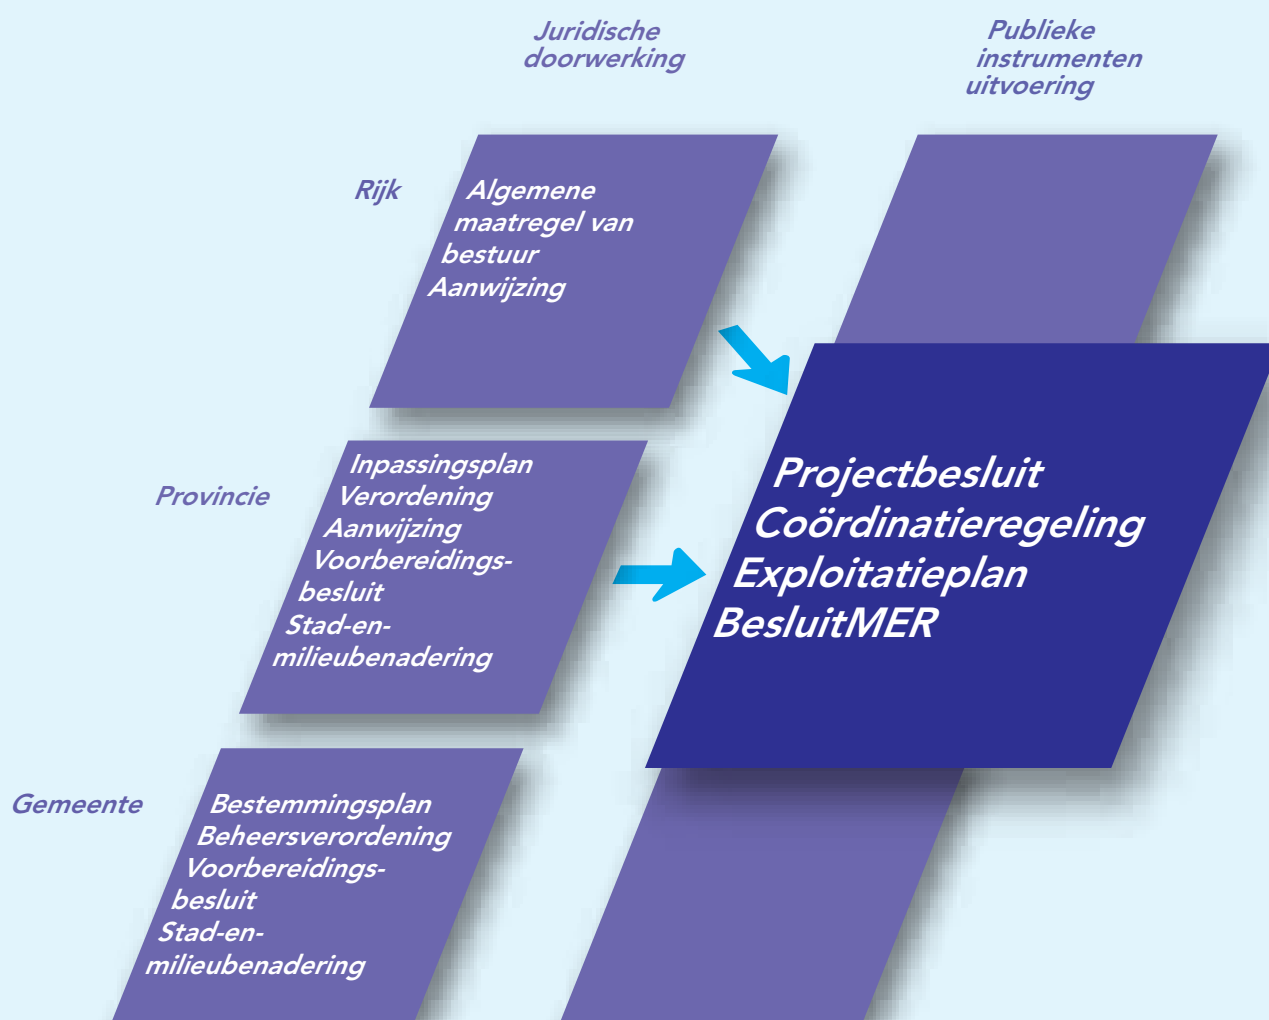 Juridische
doorwerking
Publieke
instrumenten
uitvoering
Rijk
Algemene
maatregel van
bestuur
Aanwijzing
Provincie
Inpassingsplan
Verordening
Aanwijzing
Voorbereidings-
besluit
Stad-en-
milieubenadering
Projectbesluit
Coördinatieregeling
Exploitatieplan
BesluitMER
Gemeente
Bestemmingsplan
Beheersverordening
Voorbereidings-
besluit
Stad-en-
milieubenadering